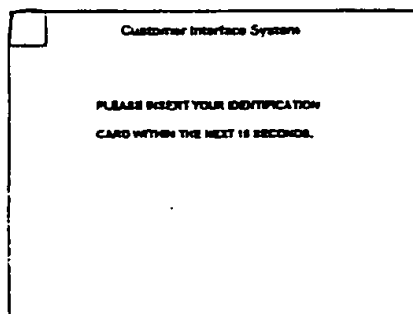 Customer Interface System
PLEASE INSERT YOUR IDENTIFICATION
CARD WITHIN THE NEXT 15 SECONDS.